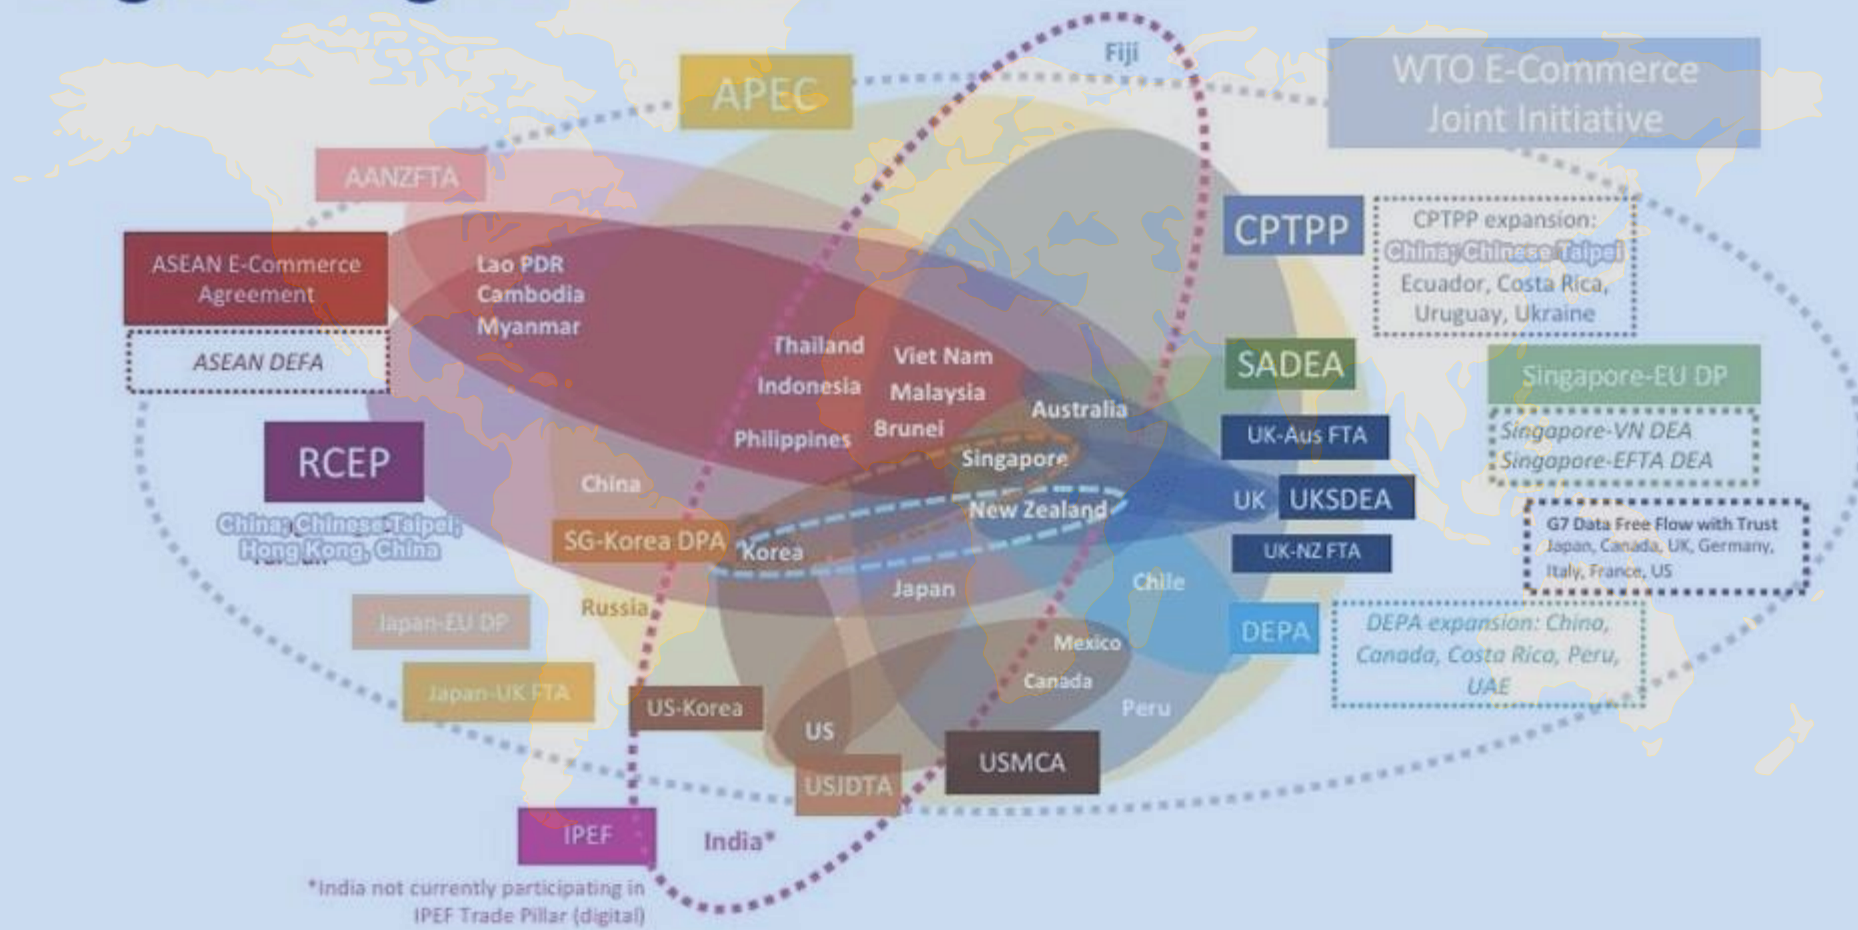 APEC
Fiji
WTO E-Commerce
Joint Initiative
AANZFTA
CPTPP
CPTPP expansion:
China; Chinese Taipei
Ecuador, Costa Rica,
Uruguay, Ukraine
ASEAN E-Commerce
Agreement
Lao PDR
Cambodia
Myanmar
ASEAN DEFA
Thailand
Viet Nam
Indonesia
Malaysia
Philippines
Brunei
Australia
SADEA
Singapore-EU DP
Singapore-VN DEA
Singapore-EFTA DEA
UK-Aus FTA
RCEP
China; Chinese Taipei;
Hong Kong, China
China
Singapore
New Zealand
UK
UKSDEA
G7 Data Free Flow with Trust
Japan, Canada, UK, Germany,
Italy, France, US
SG-Korea DPA
Korea
UK-NZ FTA
Japan
Chile
Russia
Japan-EU DP
DEPA
DEPA expansion: China,
Canada, Costa Rica, Peru,
UAE
Mexico
Canada
Peru
Japan-UK FTA
US-Korea
US
USMCA
USJDTA
IPEF
India*
*India not currently participating in
IPEF Trade Pillar (digital)